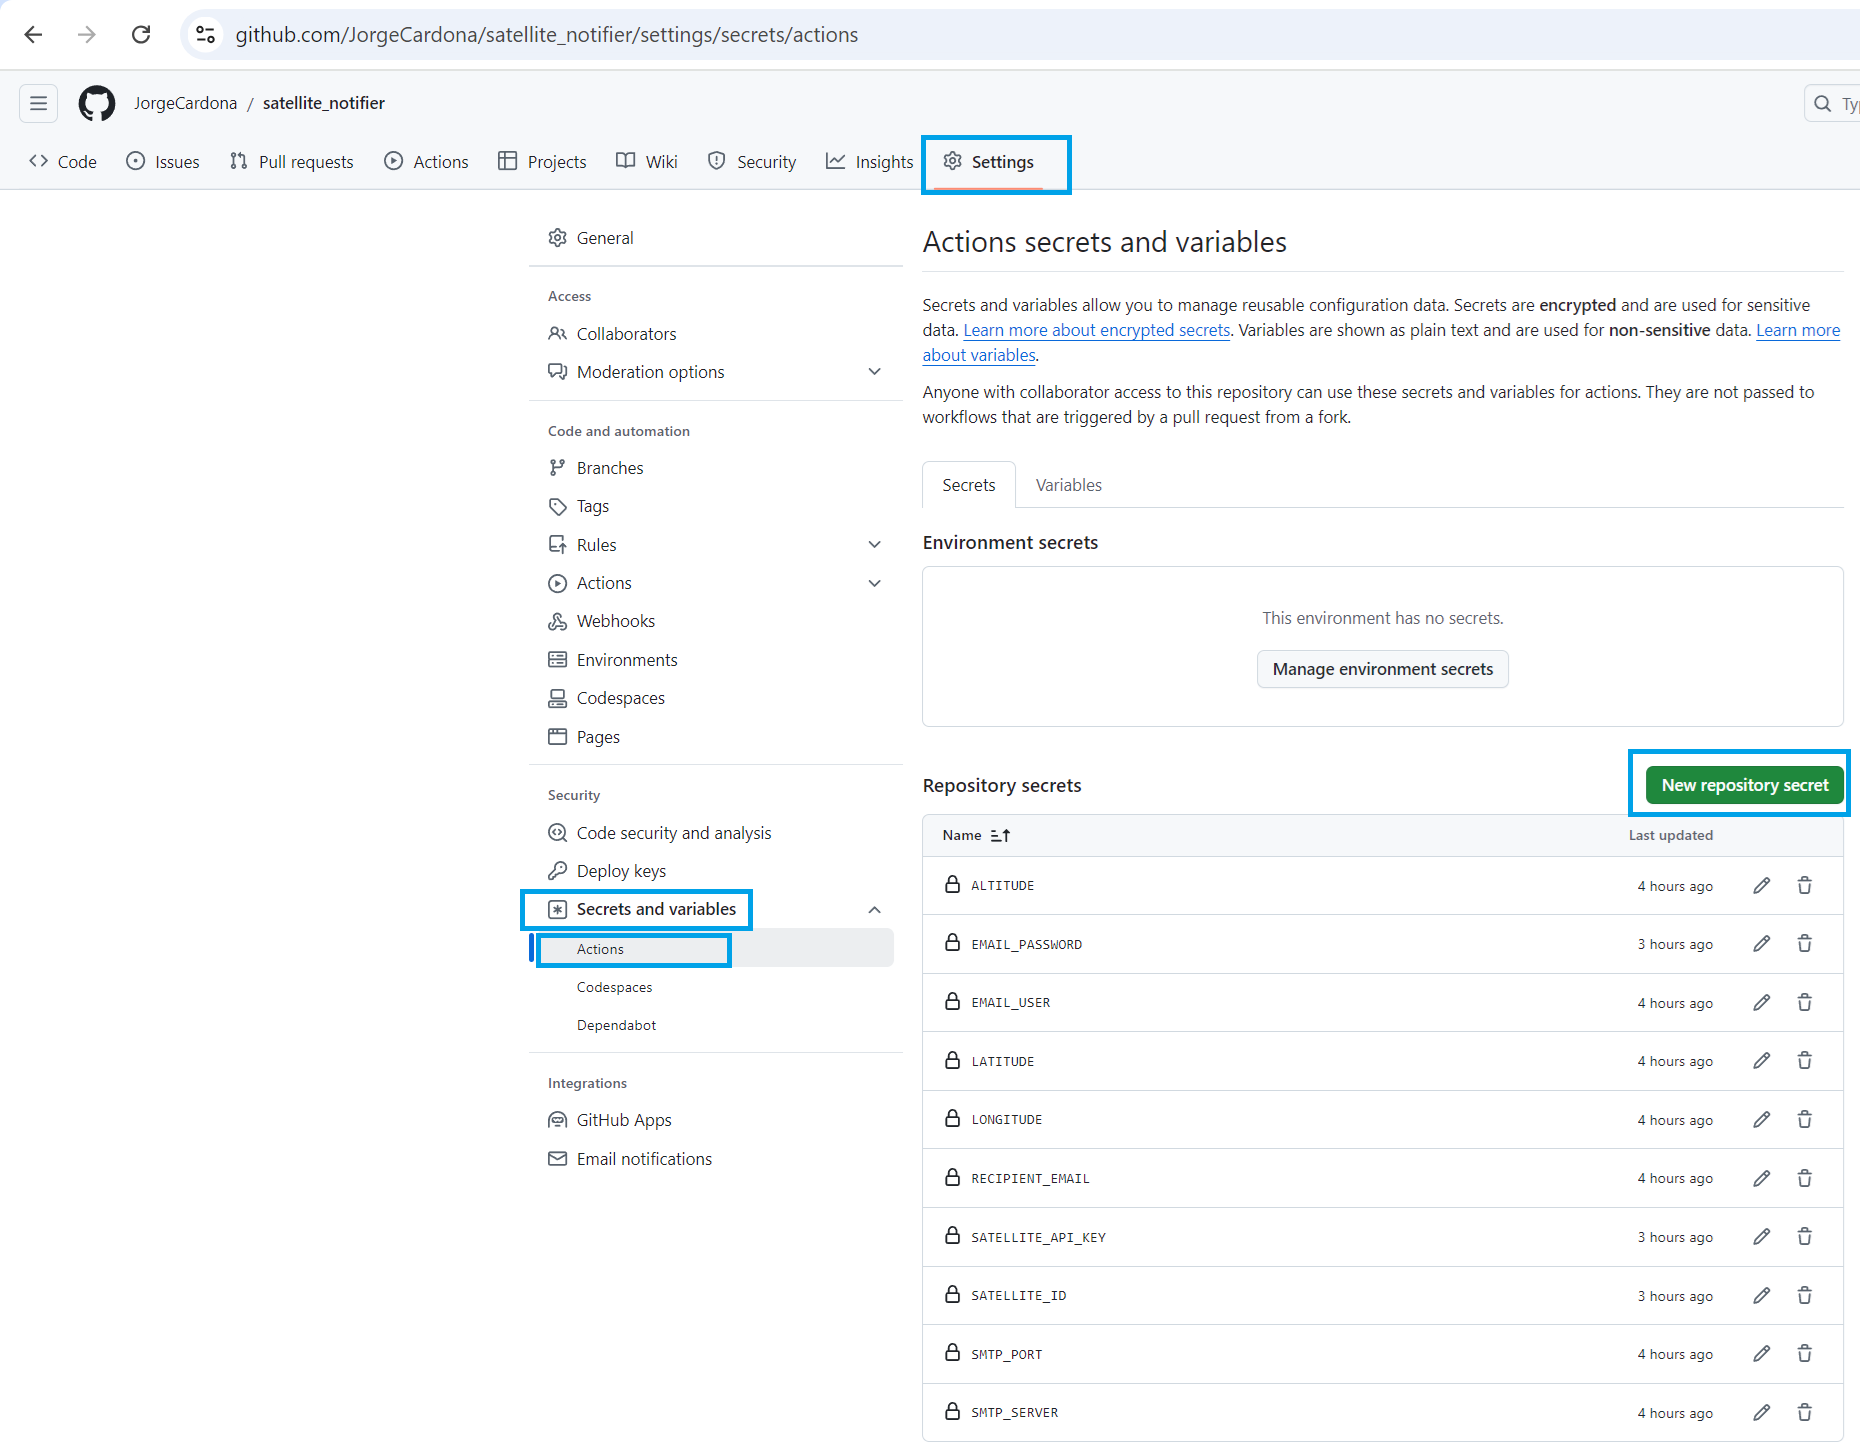 github.com/JorgeCardona/satellite_notifier/settings/secrets/actions
JorgeCardona / satellite_notifier
Code Issues Pull requests Actions Projects Wiki Security Insights Settings
General
Access
Collaborators
Moderation options
Code and automation
Branches
Tags
Rules
Actions
Webhooks
Environments
Codespaces
Pages
Security
Code security and analysis
Deploy keys
Secrets and variables
Actions
Codespaces
Dependabot
Integrations
GitHub Apps
Email notifications
Actions secrets and variables
Secrets and variables allow you to manage reusable configuration data. Secrets are encrypted and are used for sensitive
data. Learn more about encrypted secrets. Variables are shown as plain text and are used for non-sensitive data. Learn more
about variables.
Anyone with collaborator access to this repository can use these secrets and variables for actions. They are not passed to
workflows that are triggered by a pull request from a fork.
Secrets Variables
Environment secrets
This environment has no secrets.
Manage environment secrets
Repository secrets New repository secret
Name Last updated
ALTITUDE 4 hours ago
EMAIL_PASSWORD 3 hours ago
EMAIL_USER 4 hours ago
LATITUDE 4 hours ago
LONGITUDE 4 hours ago
RECIPIENT_EMAIL 4 hours ago
SATELLITE_API_KEY 3 hours ago
SATELLITE_ID 3 hours ago
SMTP_PORT 4 hours ago
SMTP_SERVER 4 hours ago